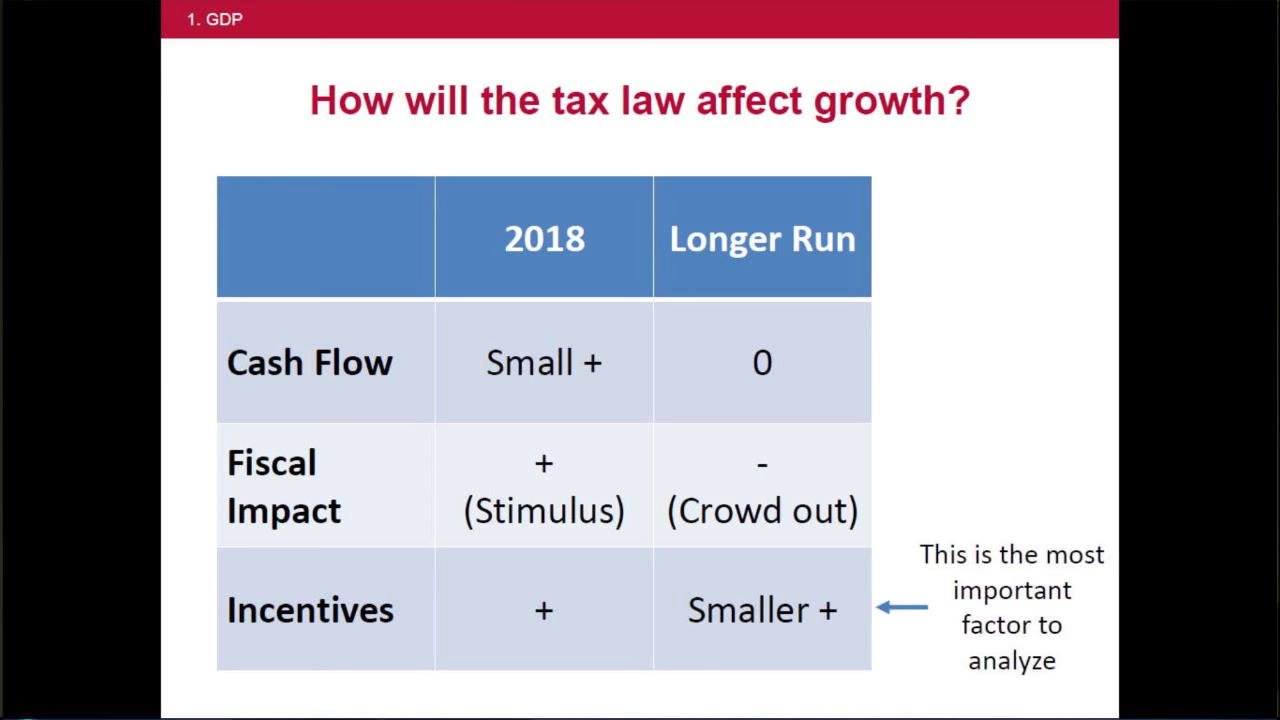 1. GDP
How will the tax law affect growth?
2018
Longer Run
Cash Flow
Small +
0
Fiscal
Impact
+
(Stimulus)
-
(Crowd out)
Incentives
+
Smaller +
This is the most
important
factor to
analyze